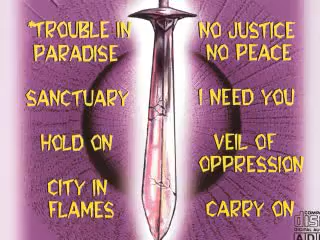 "TROUBLE IN
PARADISE
SANCTUARY
HOLD ON
CITY IN
FLAMES
NO JUSTICE
NO PEACE
I NEED YOU
VEIL OF
OPPRESSION
CARRY ON